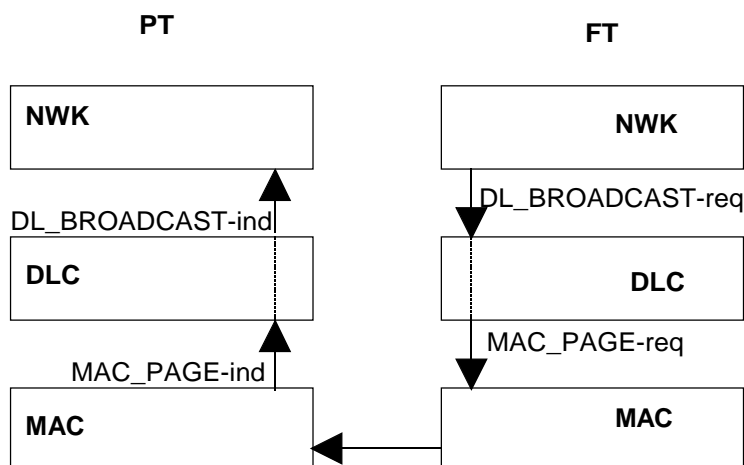 PT
FT
NWK
NWK
DL_BROADCAST-ind
DL_BROADCAST-req
DLC
DLC
MAC_PAGE-ind
MAC_PAGE-req
MAC
MAC